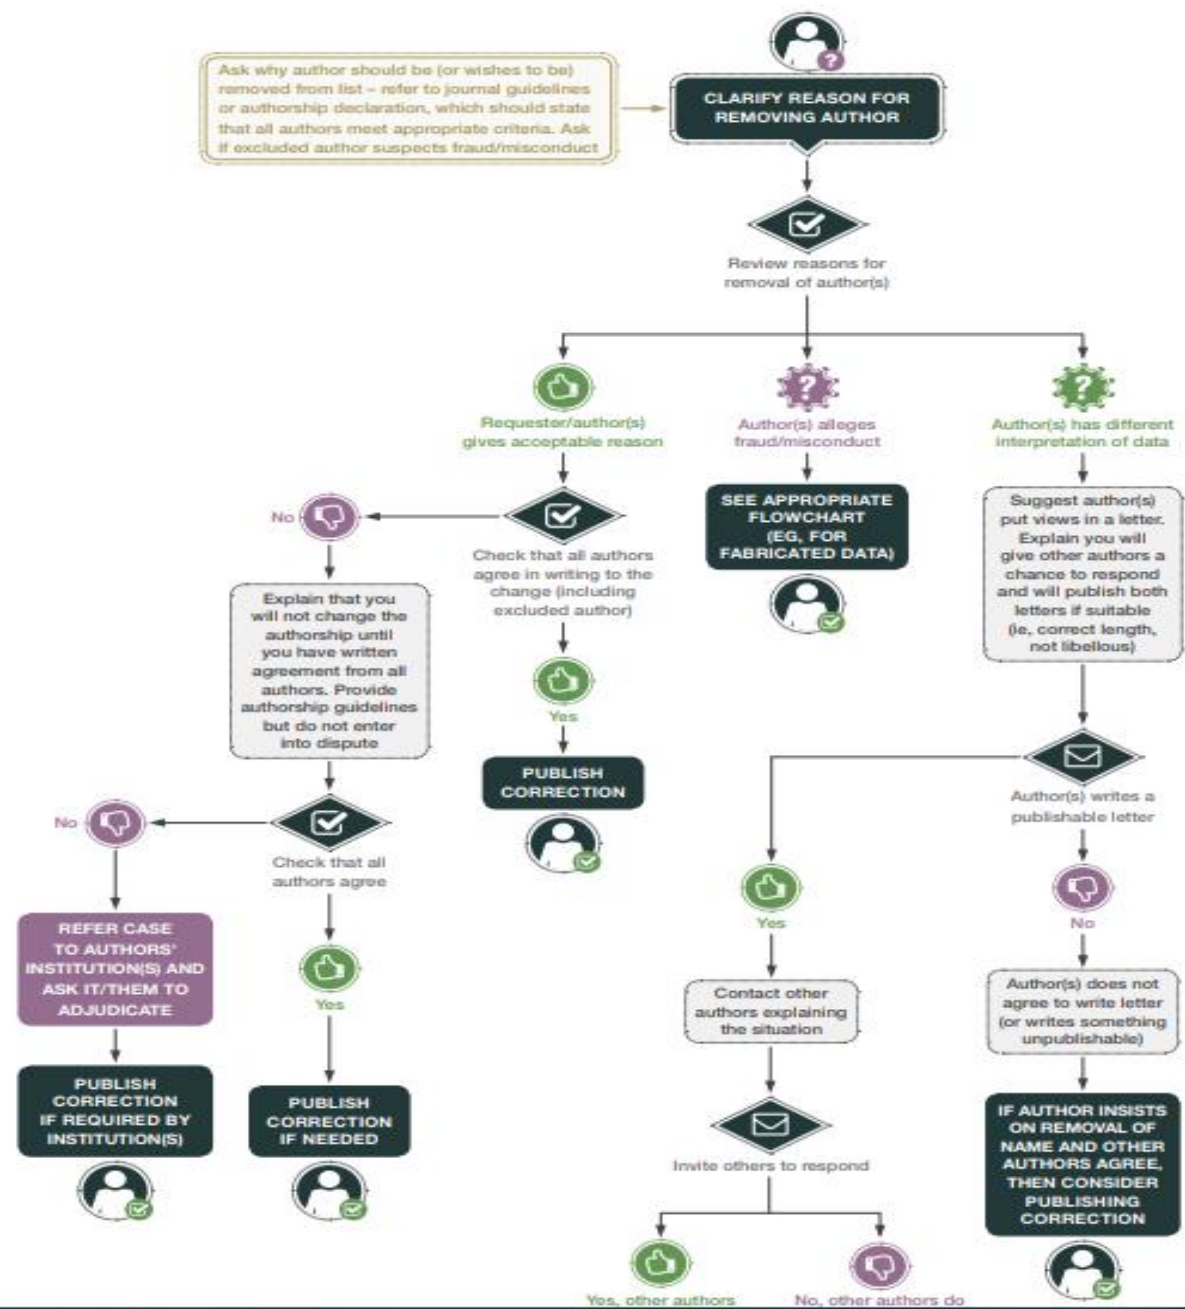 Ask why author should be (or wishes to be)
removed from list – refer to journal guidelines
or authorship declaration, which should state
that all authors meet appropriate criteria. Ask
if excluded author suspects fraud/misconduct
?
CLARIFY REASON FOR
REMOVING AUTHOR
Review reasons for
removal of author(s)
Requester/author(s)
gives acceptable reason
?
Author(s) alleges
fraud/misconduct
?
Author(s) has different
interpretation of data
No
Check that all authors
agree in writing to the
change (including
excluded author)
SEE APPROPRIATE
FLOWCHART
(EG, FOR
FABRICATED DATA)
Suggest author(s)
put views in a letter.
Explain you will
give other authors a
chance to respond
and will publish both
letters if suitable
(ie, correct length,
not libellous)
Explain that you
will not change the
authorship until
you have written
agreement from all
authors. Provide
authorship guidelines
but do not enter
into dispute
Yes
PUBLISH
CORRECTION
Author(s) writes a
publishable letter
No
Check that all
authors agree
Yes
No
REFER CASE
TO AUTHORS'
INSTITUTION(S) AND
ASK IT/THEM TO
ADJUDICATE
Yes
Contact other
authors explaining
the situation
Author(s) does not
agree to write letter
(or writes something
unpublishable)
PUBLISH
CORRECTION
IF REQUIRED BY
INSTITUTION(S)
PUBLISH
CORRECTION
IF NEEDED
Invite others to respond
IF AUTHOR INSISTS
ON REMOVAL OF
NAME AND OTHER
AUTHORS AGREE,
THEN CONSIDER
PUBLISHING
CORRECTION
Yes, other authors
No, other authors do